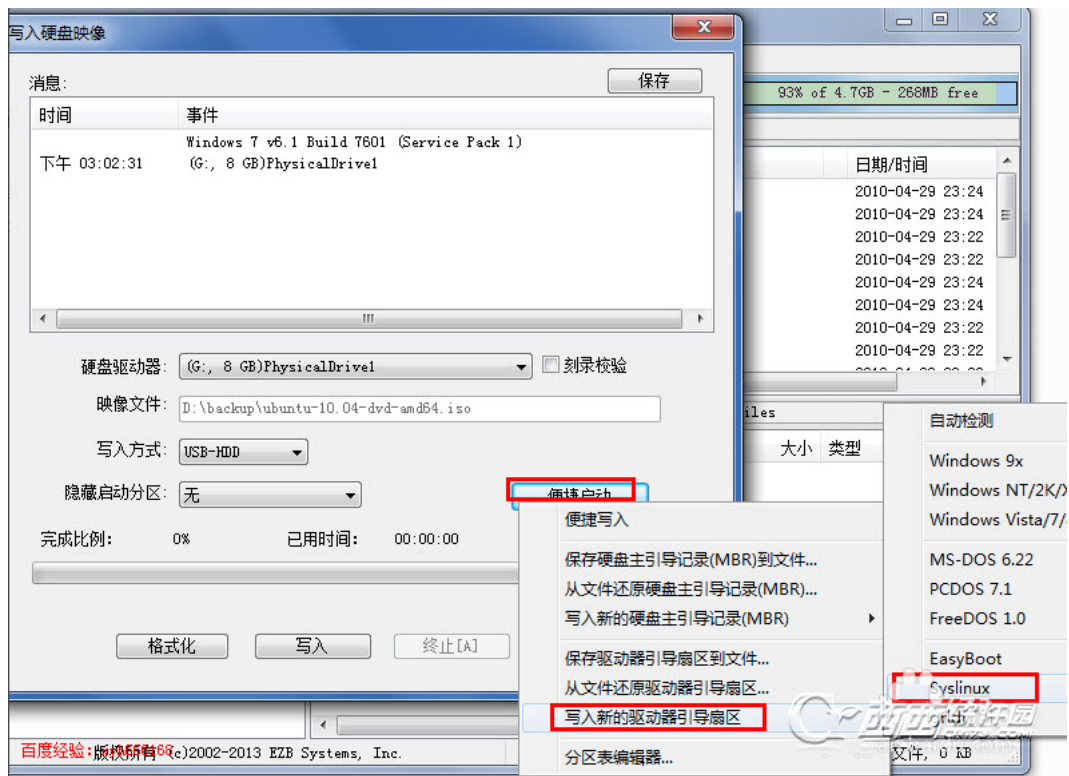 写入硬盘映像
消息:
保存
时间 事件
Windows 7 v6.1 Build 7601 (Service Pack 1)
下午 03:02:31 (G:, 8 GB)PhysicalDrive1
硬盘驱动器: (G:, 8 GB)PhysicalDrive1 刻录校验
映像文件: D:\backup\ubuntu-10.04-dvd-amd64.iso
写入方式: USB-HDD
隐藏启动分区: 无 便捷启动
完成比例: 0% 已用时间: 00:00:00
格式化 写入 终止[A]
93% of 4.7GB - 268MB free
日期/时间
2010-04-29 23:24
2010-04-29 23:24
2010-04-29 23:22
2010-04-29 23:22
2010-04-29 23:24
2010-04-29 23:24
2010-04-29 23:22
2010-04-29 23:22
iles
大小 类型
便捷写入
保存硬盘主引导记录(MBR)到文件...
从文件还原硬盘主引导记录(MBR)...
写入新的硬盘主引导记录(MBR)
保存驱动器引导扇区到文件...
从文件还原驱动器引导扇区...
写入新的驱动器引导扇区
分区表编辑器...
自动检测
Windows 9x
Windows NT/2K/X
Windows Vista/7/
MS-DOS 6.22
PCDOS 7.1
FreeDOS 1.0
EasyBoot
Syslinux
grldr
百度经验:
版权所有 (c)2002-2013 EZB Systems, Inc.
文件, 0 KB